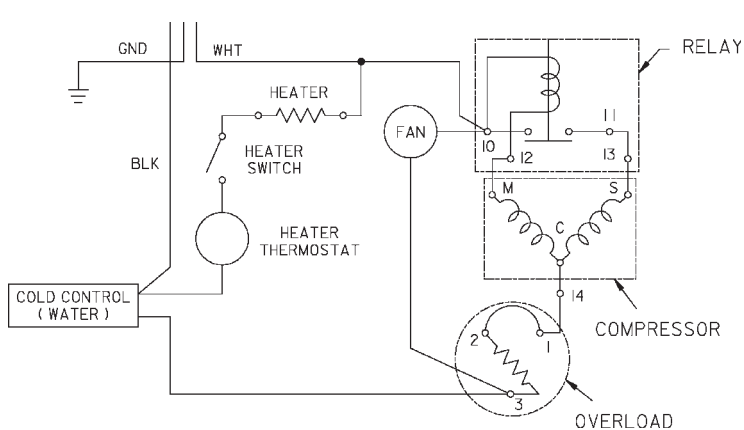 GND
WHT
RELAY
HEATER
FAN
10
11
12
13
BLK
HEATER
SWITCH
M
S
C
HEATER
THERMOSTAT
COLD CONTROL
( WATER )
14
COMPRESSOR
2
1
3
OVERLOAD